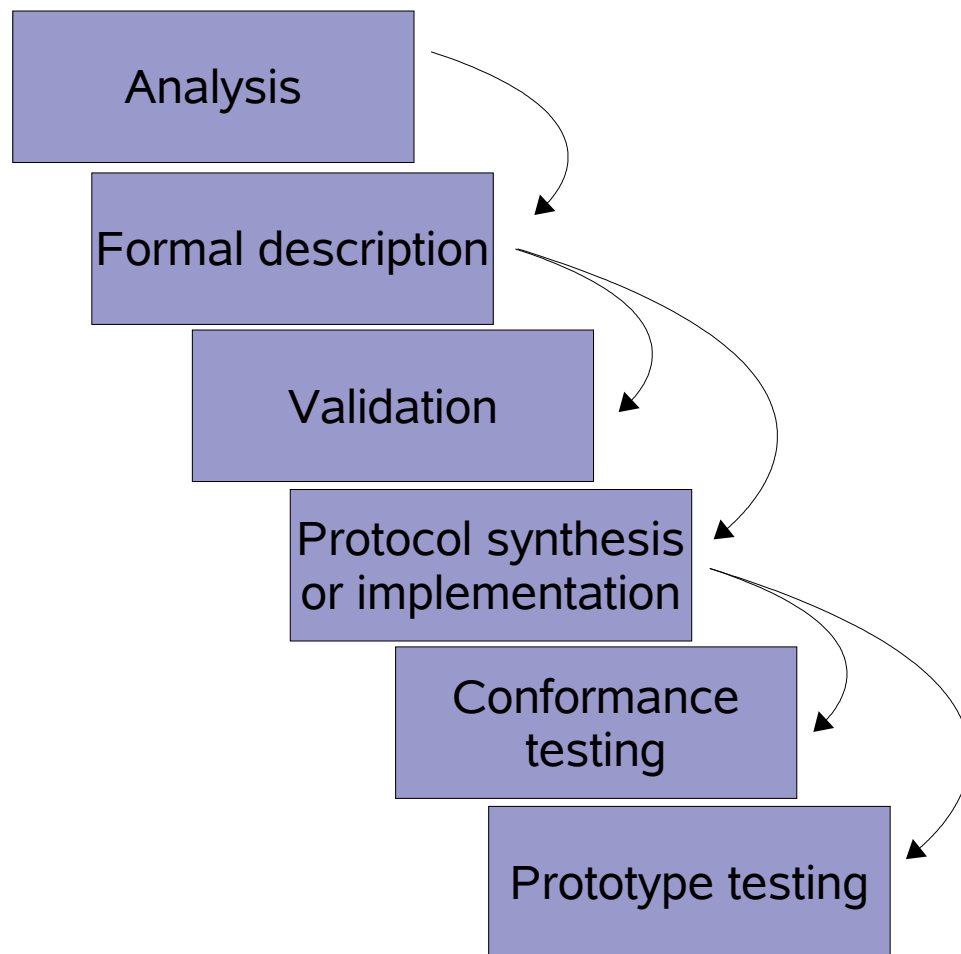 Analysis
Formal description
Validation
Protocol synthesis
or implementation
Conformance
testing
Prototype testing